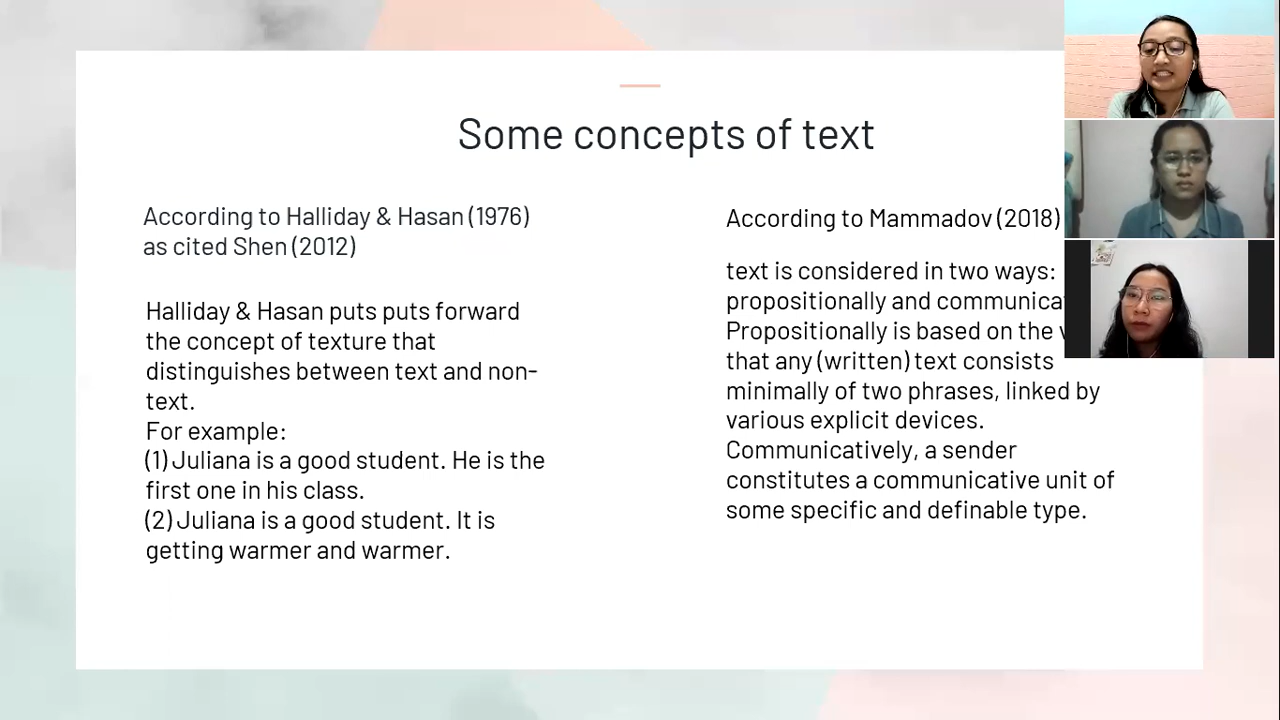 Some concepts of text
According to Halliday & Hasan (1976)
as cited Shen (2012)
Halliday & Hasan puts puts forward
the concept of texture that
distinguishes between text and non-
text.
For example:
(1) Juliana is a good student. He is the
first one in his class.
(2) Juliana is a good student. It is
getting warmer and warmer.
According to Mammadov (2018)
text is considered in two ways:
propositionally and
Propositionally is based on the
that any (written) text consists
minimally of two phrases, linked by
various explicit devices.
Communicatively, a sender
constitutes a communicative unit of
some specific and definable type.